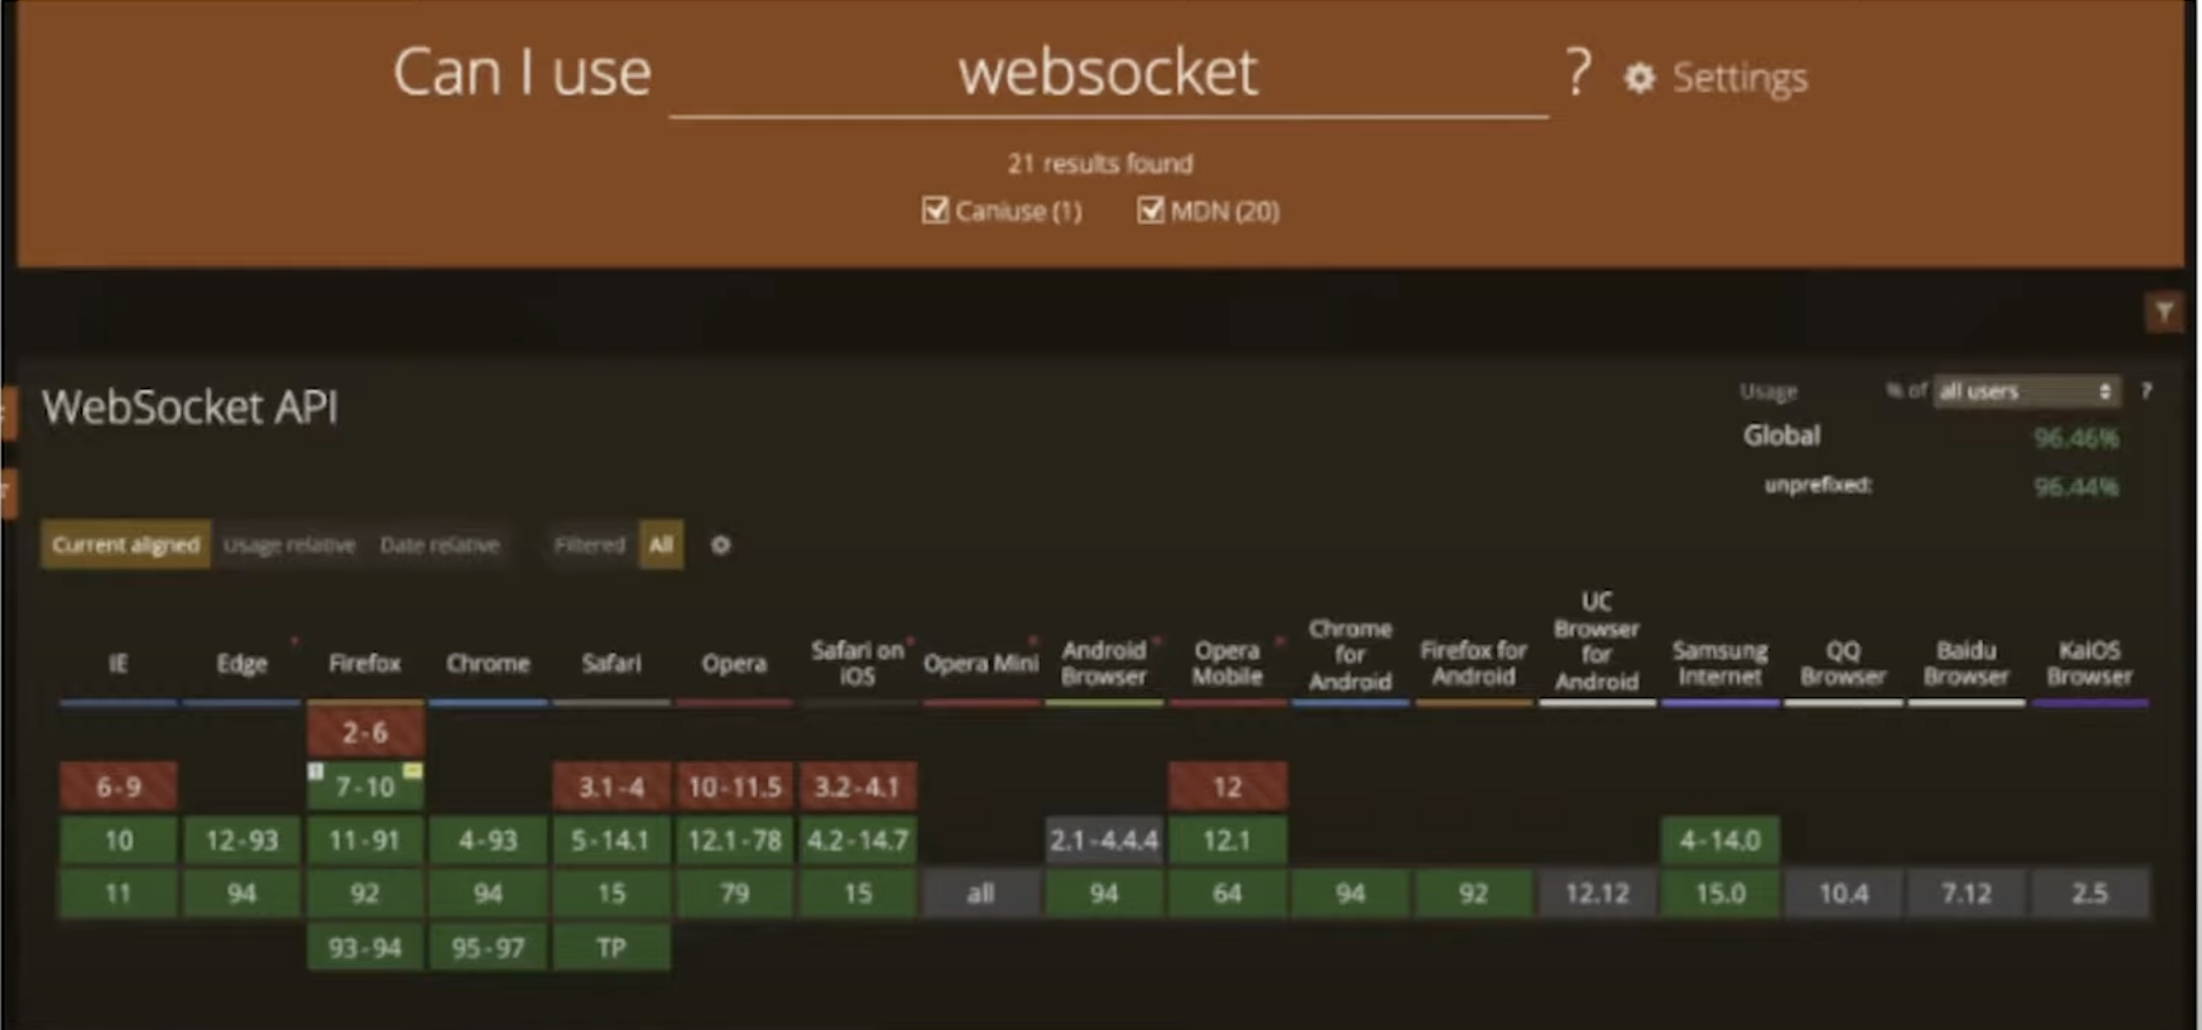 Can I use websocket ? Settings
21 results found
Caniuse (1) MDN (20)
WebSocket API
Usage % of all users ?
Global 96.46%
unprefixed: 96.44%
Current aligned Usage relative Date relative Filtered All
IE Edge Firefox Chrome Safari Opera Safari on iOS Opera Mini Android Browser Opera Mobile Chrome for Android Firefox for Android UC Browser for Android Samsung Internet QQ Browser Baidu Browser KaiOS Browser
2-6
6-9 7-10 3.1-4 10-11.5 3.2-4.1 12
10 12-93 11-91 4-93 5-14.1 12.1-78 4.2-14.7 2.1-4.4.4 12.1 4-14.0
11 94 92 94 15 79 15 all 94 64 94 92 12.12 15.0 10.4 7.12 2.5
93-94 95-97 TP